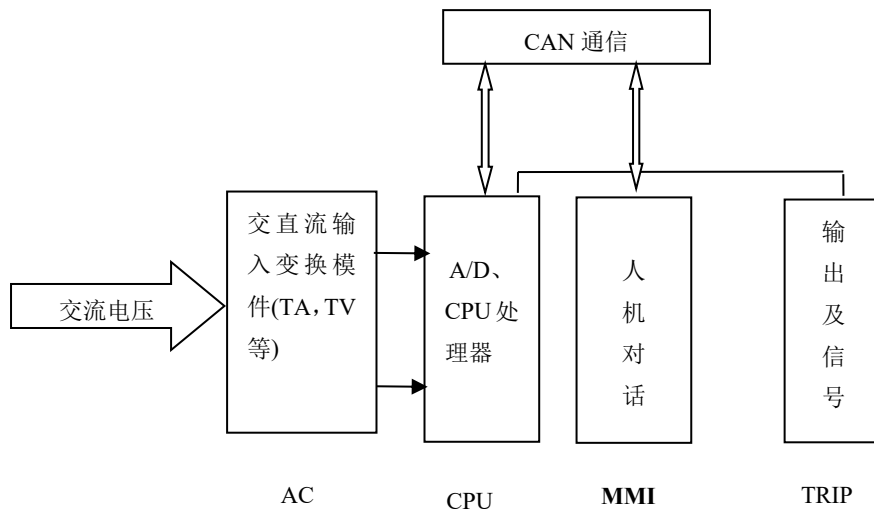 CAN 通信
交流电压
交直流输
入变换模
件(TA，TV
等)
A/D、
CPU 处
理器
人
机
对
话
输
出
及
信
号
AC
CPU
MMI
TRIP